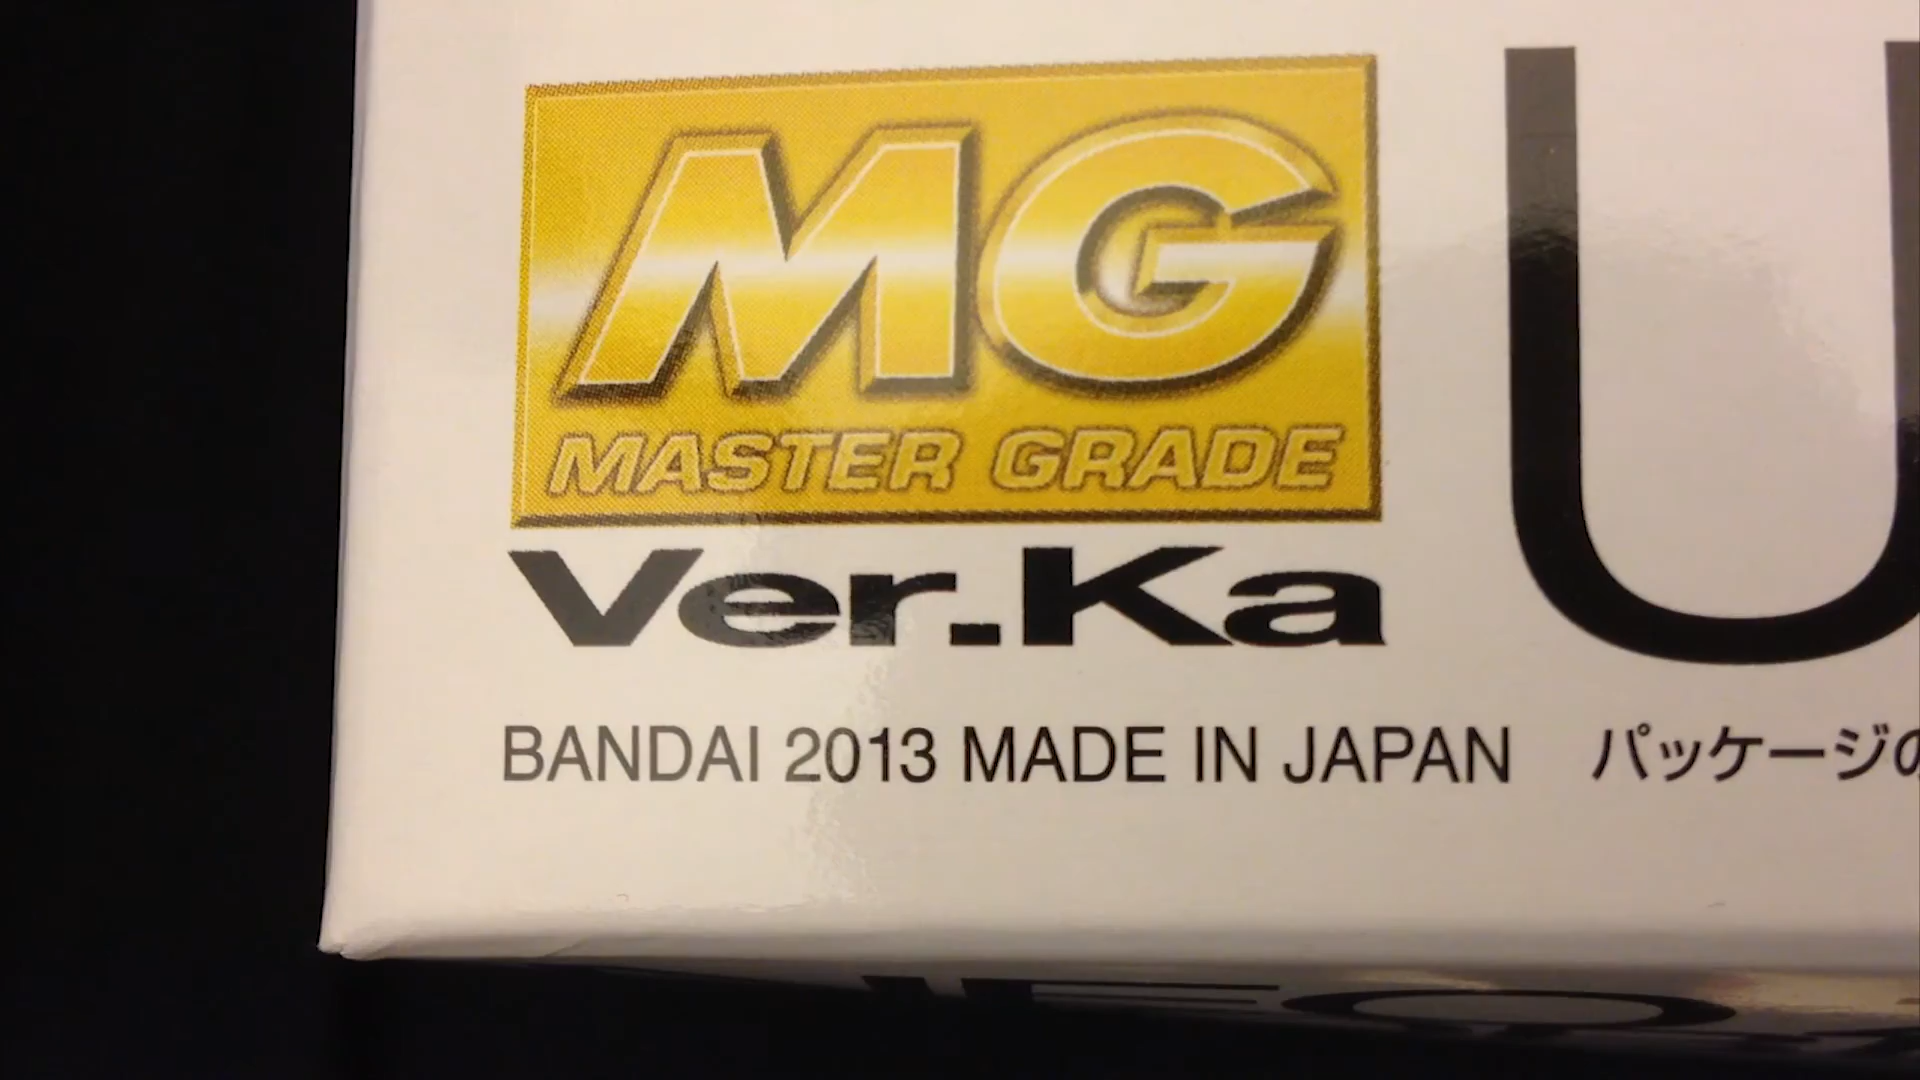 MG
MASTER GRADE
Ver.Ka
U
BANDAI 2013 MADE IN JAPAN パッケージの